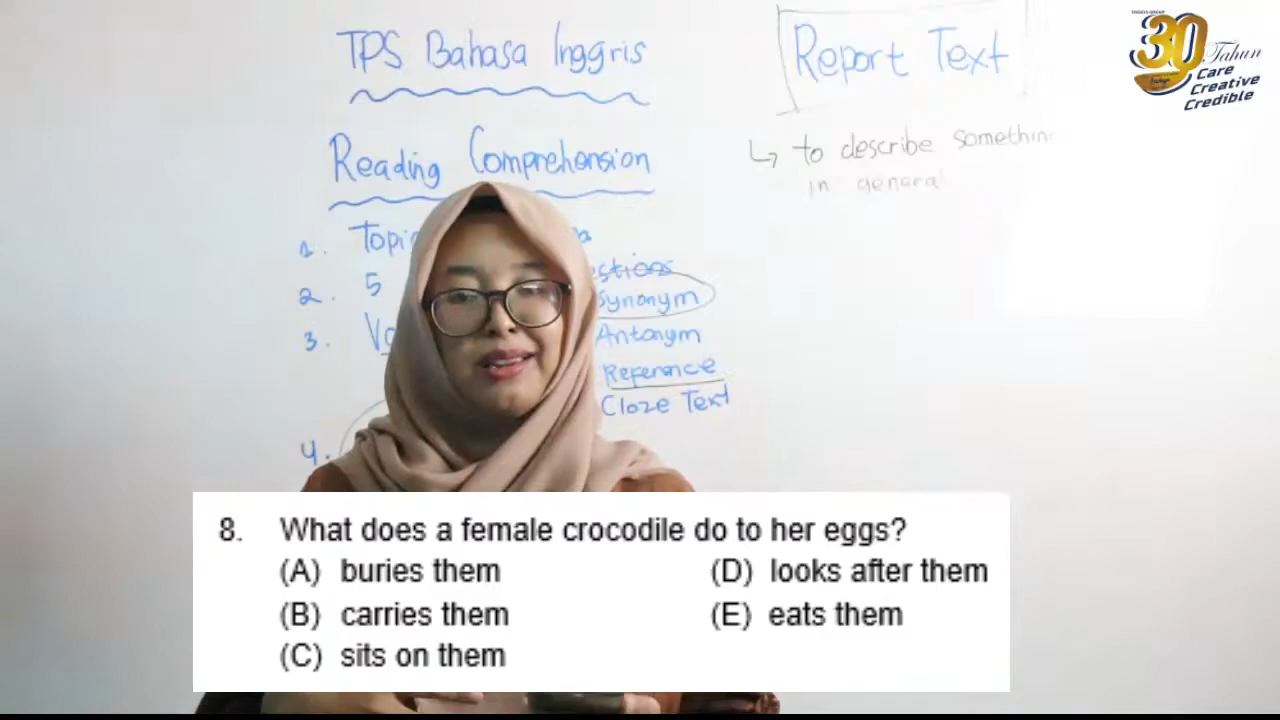 TPS Bahasa Inggris
Reading Comprehension
1. Topi
2. 5 estions
Synonym
3. Vo Antonym
Reference
Cloze Text
4.
Report Text
↳ to describe somethin
in general
30 Tahun
Care
Creative
Credible
8. What does a female crocodile do to her eggs?
(A) buries them (D) looks after them
(B) carries them (E) eats them
(C) sits on them